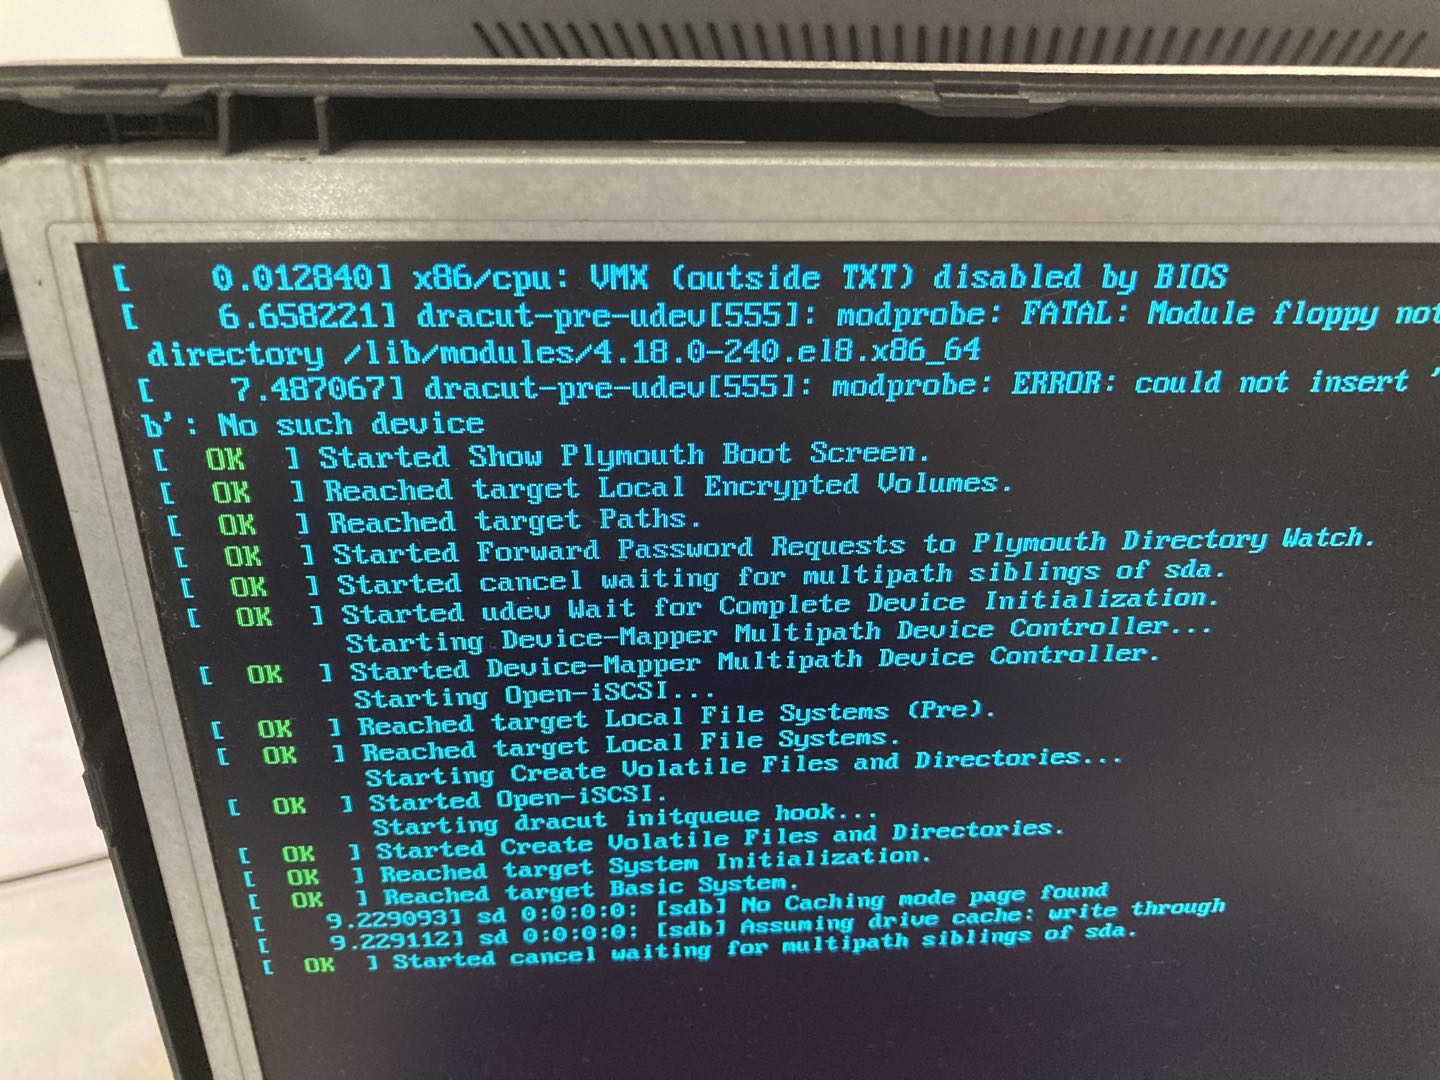 [    0.012840] x86/cpu: VMX (outside TXT) disabled by BIOS
[    6.658221] dracut-pre-udev[555]: modprobe: FATAL: Module floppy not
directory /lib/modules/4.18.0-240.el8.x86_64
[    7.487067] dracut-pre-udev[555]: modprobe: ERROR: could not insert '
b': No such device
[  OK  ] Started Show Plymouth Boot Screen.
[  OK  ] Reached target Local Encrypted Volumes.
[  OK  ] Reached target Paths.
[  OK  ] Started Forward Password Requests to Plymouth Directory Watch.
[  OK  ] Started cancel waiting for multipath siblings of sda.
[  OK  ] Started udev Wait for Complete Device Initialization.
Starting Device-Mapper Multipath Device Controller...
[  OK  ] Started Device-Mapper Multipath Device Controller.
Starting Open-iSCSI...
[  OK  ] Reached target Local File Systems (Pre).
[  OK  ] Reached target Local File Systems.
Starting Create Volatile Files and Directories...
[  OK  ] Started Open-iSCSI.
Starting dracut initqueue hook...
[  OK  ] Started Create Volatile Files and Directories.
[  OK  ] Reached target System Initialization.
[  OK  ] Reached target Basic System.
[    9.229093] sd 0:0:0:0: [sdb] No Caching mode page found
[    9.229112] sd 0:0:0:0: [sdb] Assuming drive cache: write through
[  OK  ] Started cancel waiting for multipath siblings of sda.